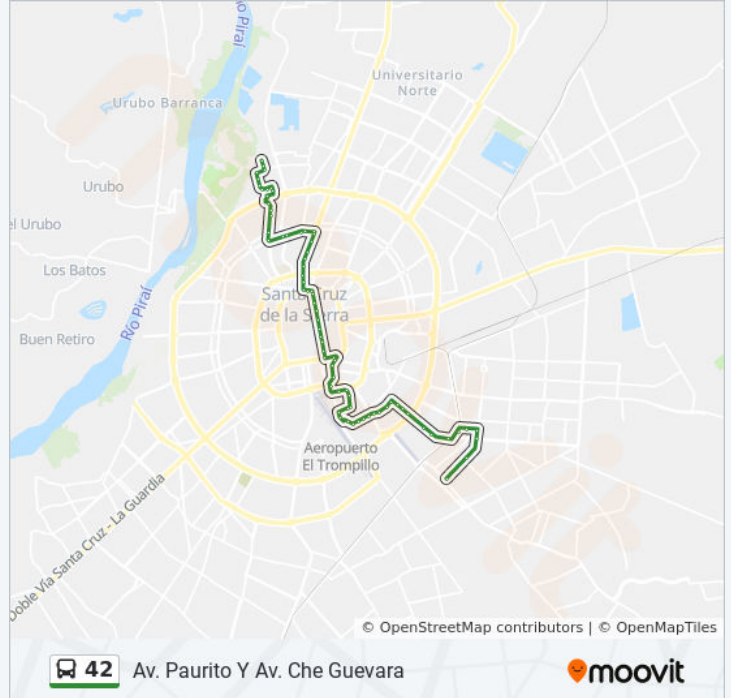 o Piraí
Universitario
Norte
Urubo Barranca
Urubo
el Urubo
Los Batos
Santa Cruz
de la Sierra
Río Piraí
Buen Retiro
Aeropuerto
El Trompillo
Doble Vía Santa Cruz - La Guardia
© OpenStreetMap contributors | © OpenMapTiles
42 Av. Paurito Y Av. Che Guevara
moovit